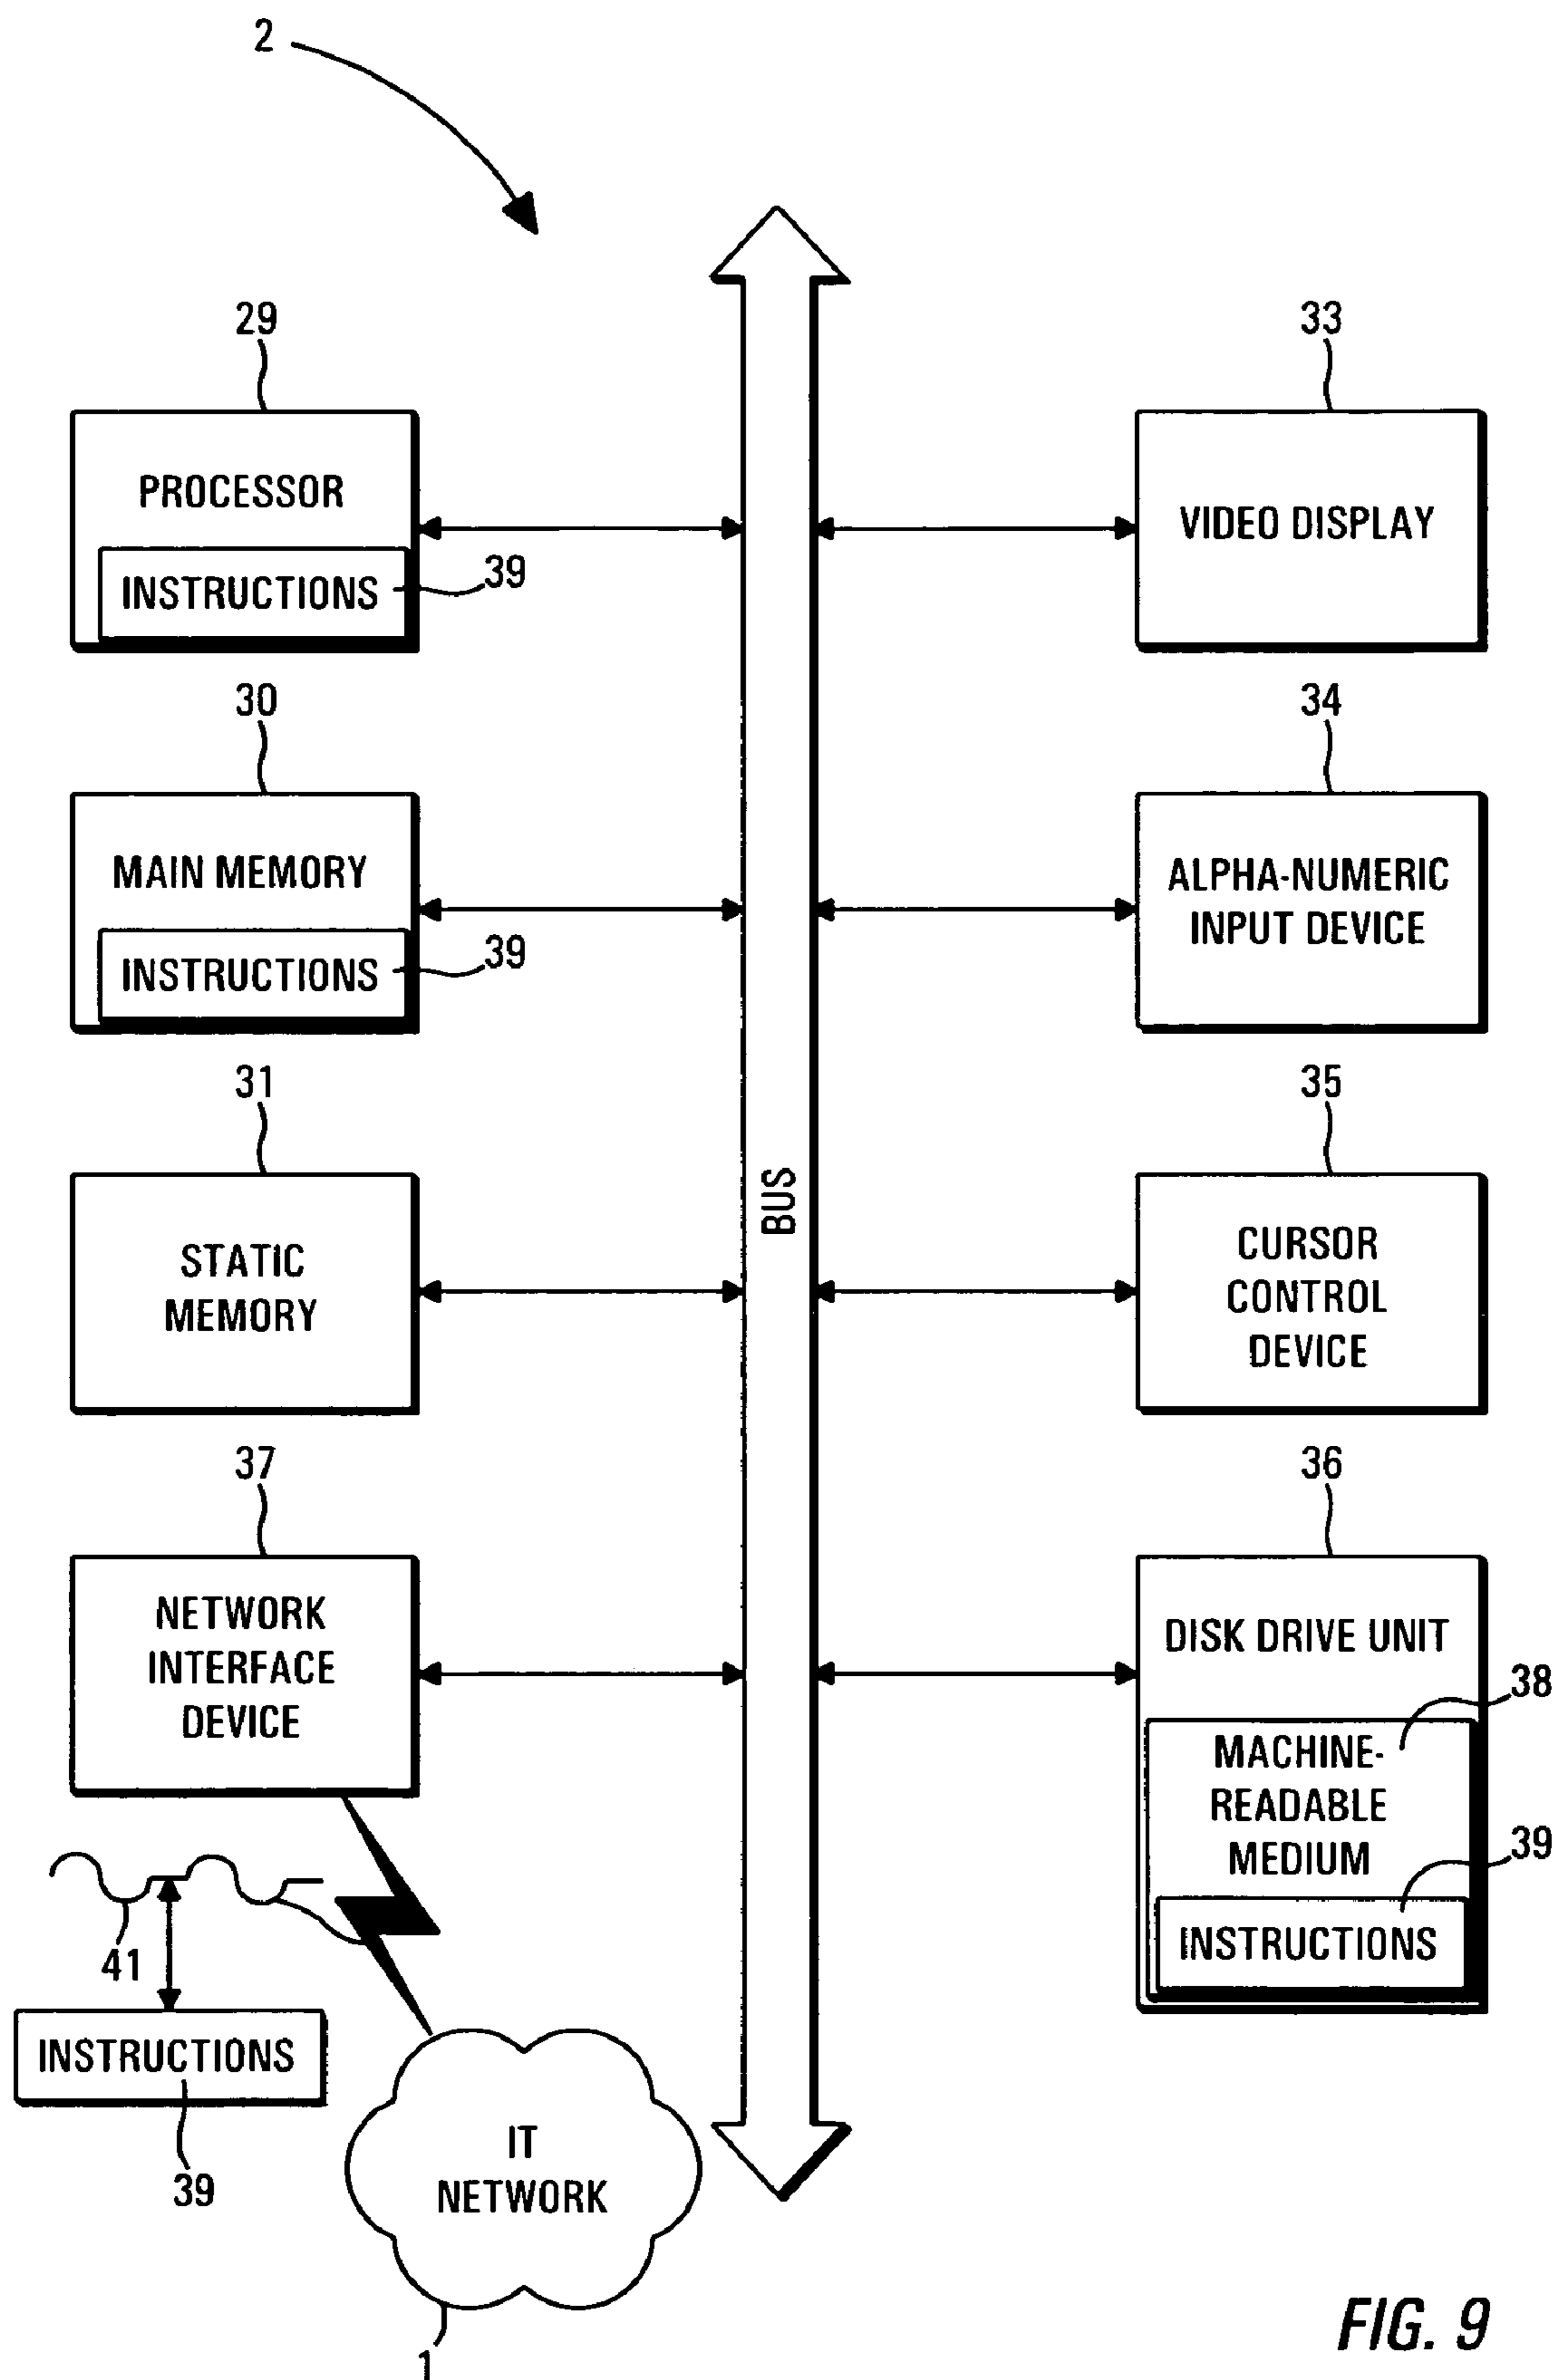 2
29
PROCESSOR
INSTRUCTIONS
39
30
MAIN MEMORY
INSTRUCTIONS
39
31
STATIC
MEMORY
37
NETWORK
INTERFACE
DEVICE
41
INSTRUCTIONS
39
IT
NETWORK
1
BUS
33
VIDEO DISPLAY
34
ALPHA-NUMERIC
INPUT DEVICE
35
CURSOR
CONTROL
DEVICE
36
DISK DRIVE UNIT
38
MACHINE-
READABLE
MEDIUM
39
INSTRUCTIONS
FIG. 9